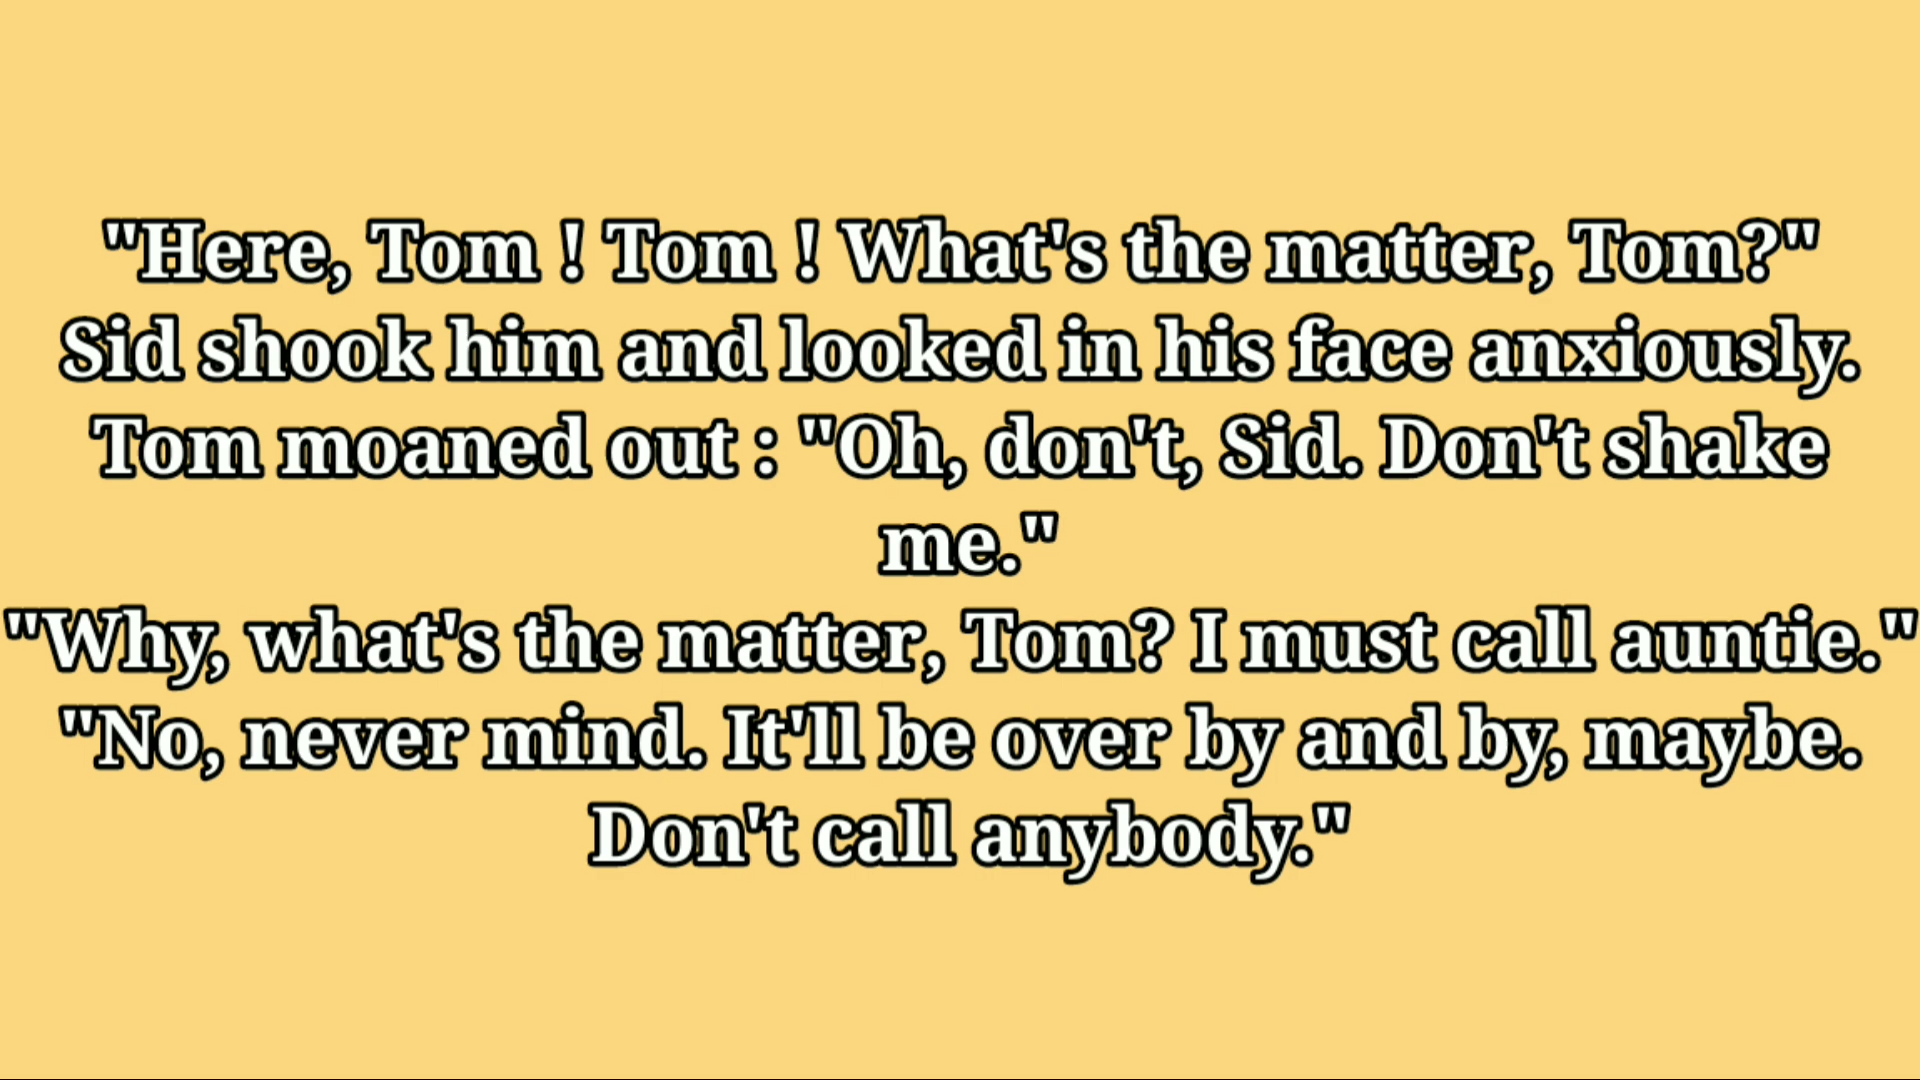 "Here, Tom ! Tom ! What's the matter, Tom?"
Sid shook him and looked in his face anxiously.
Tom moaned out : "Oh, don't, Sid. Don't shake
me."
"Why, what's the matter, Tom? I must call auntie."
"No, never mind. It'll be over by and by, maybe.
Don't call anybody."